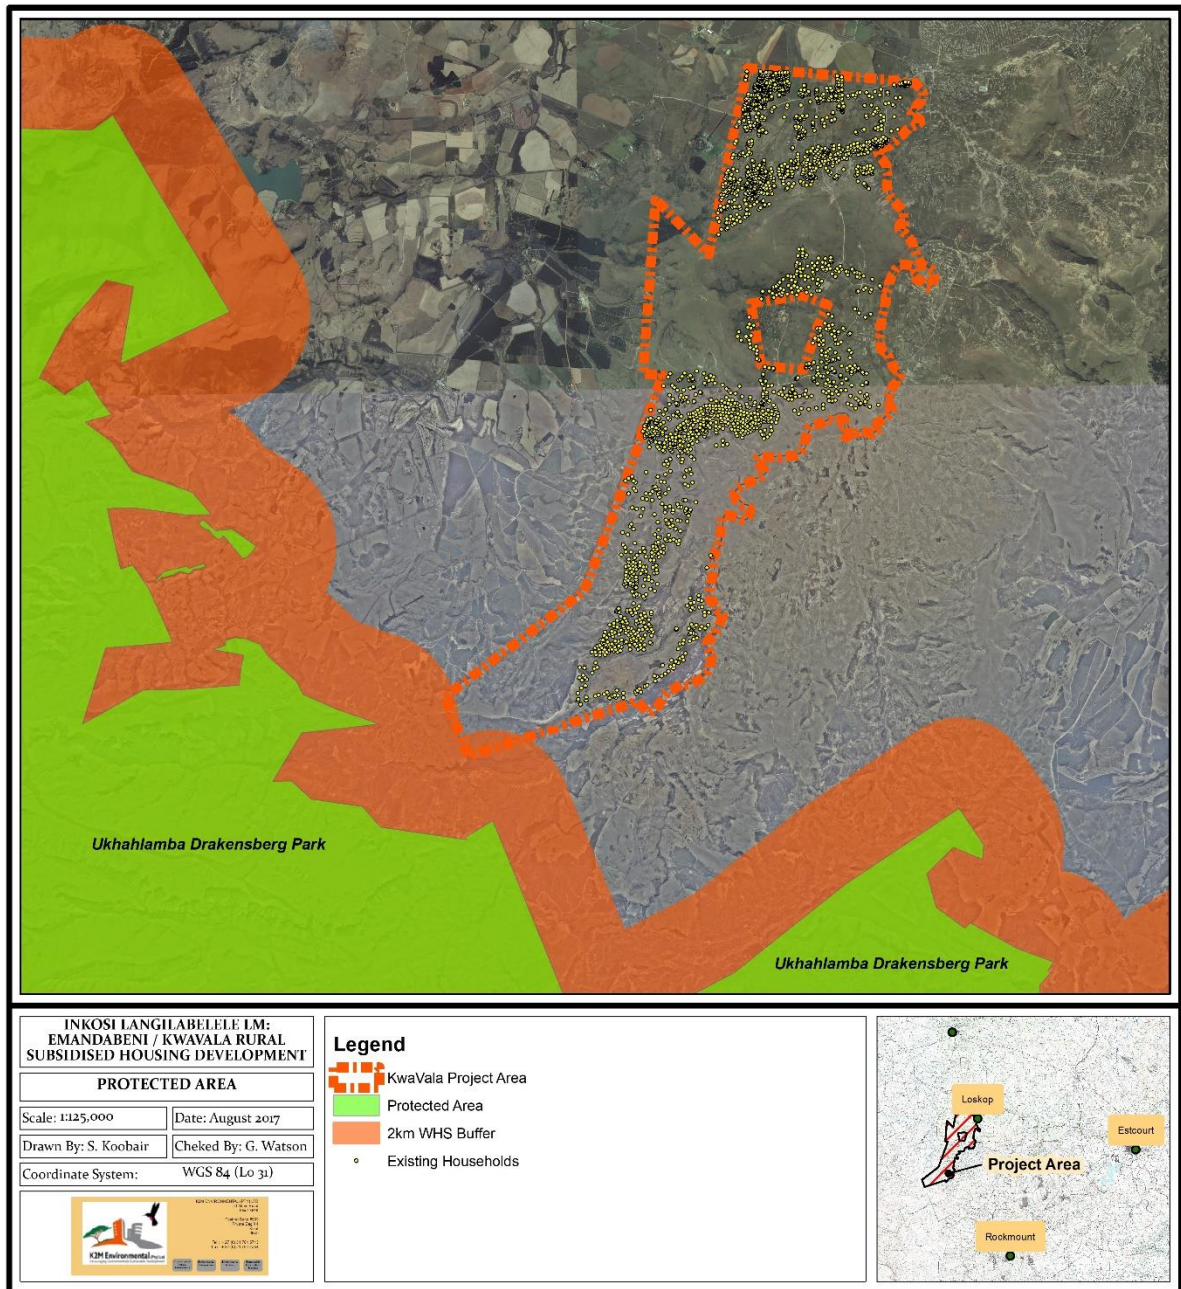 Ukhahlamba Drakensberg Park
Ukhahlamba Drakensberg Park
INKOSI LANGILABELELE LM:
EMANDABENI / KWAVALA RURAL
SUBSIDISED HOUSING DEVELOPMENT
PROTECTED AREA
Scale: 1:125,000
Date: August 2017
Drawn By: S. Koobair
Cheked By: G. Watson
Coordinate System: WGS 84 (Lo 31)
K2M Environmental
Legend
KwaVala Project Area
Protected Area
2km WHS Buffer
Existing Households
Loskop
Estcourt
Project Area
Rockmount